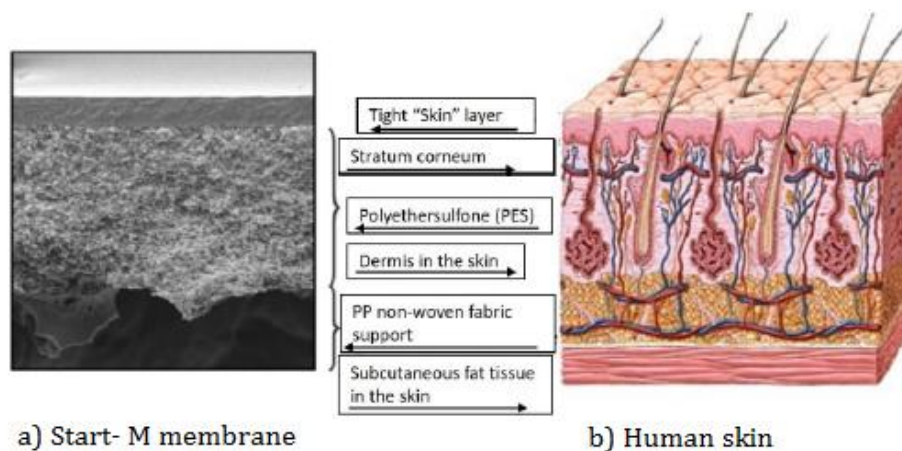 Tight "Skin" layer
Stratum corneum
Polyethersulfone (PES)
Dermis in the skin
PP non-woven fabric
support
Subcutaneous fat tissue
in the skin
a) Start- M membrane
b) Human skin